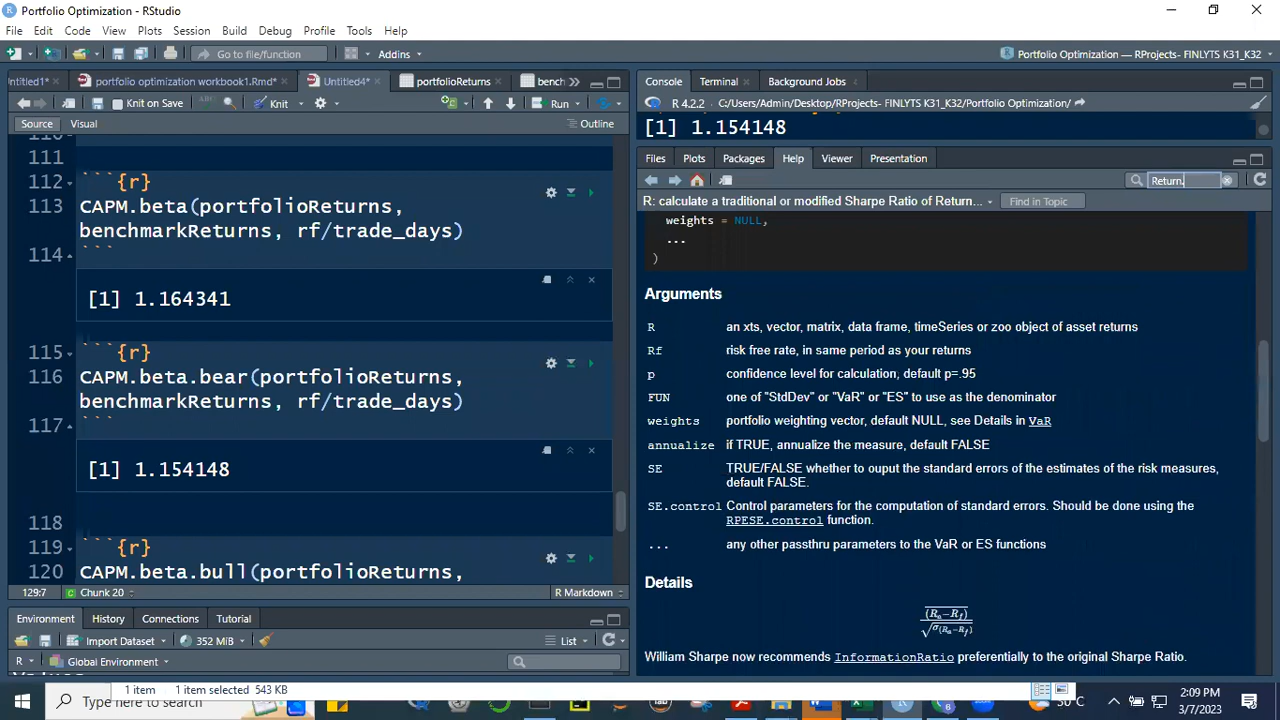 Portfolio Optimization - RStudio
File Edit Code View Plots Session Build Debug Profile Tools Help
Go to file/function Addins Portfolio Optimization — RProjects- FINLYTS K31_K32
Intitled1* portfolio optimization workbook1.Rmd* Untitled4* portfolioReturns bench
Knit on Save Knit Run
Source Visual Outline
111
112 ```{r}
113 CAPM.beta(portfolioReturns,
benchmarkReturns, rf/trade_days)
114 ```
[1] 1.164341
115 ```{r}
116 CAPM.beta.bear(portfolioReturns,
benchmarkReturns, rf/trade_days)
117 ```
[1] 1.154148
118
119 ```{r}
120 CAPM.beta.bull(portfolioReturns,
129:7 Chunk 20 R Markdown
Environment History Connections Tutorial
Import Dataset 352 MiB List
R Global Environment
Values
Console Terminal Background Jobs
R 4.2.2 · C:/Users/Admin/Desktop/RProjects- FINLYTS K31_K32/Portfolio Optimization/
[1] 1.154148
Files Plots Packages Help Viewer Presentation
Return.
R: calculate a traditional or modified Sharpe Ratio of Return... Find in Topic
weights = NULL,
...
)
Arguments
R an xts, vector, matrix, data frame, timeSeries or zoo object of asset returns
Rf risk free rate, in same period as your returns
p confidence level for calculation, default p=.95
FUN one of "StdDev" or "VaR" or "ES" to use as the denominator
weights portfolio weighting vector, default NULL, see Details in VaR
annualize if TRUE, annualize the measure, default FALSE
SE TRUE/FALSE whether to ouput the standard errors of the estimates of the risk measures,
default FALSE.
SE.control Control parameters for the computation of standard errors. Should be done using the
RPESE.control function.
... any other passthru parameters to the VaR or ES functions
Details
(Ra−Rf)
√σ(Ra−Rf)
William Sharpe now recommends InformationRatio preferentially to the original Sharpe Ratio.
1 item 1 item selected 543 KB
Type here to search 30°C 2:09 PM
3/7/2023